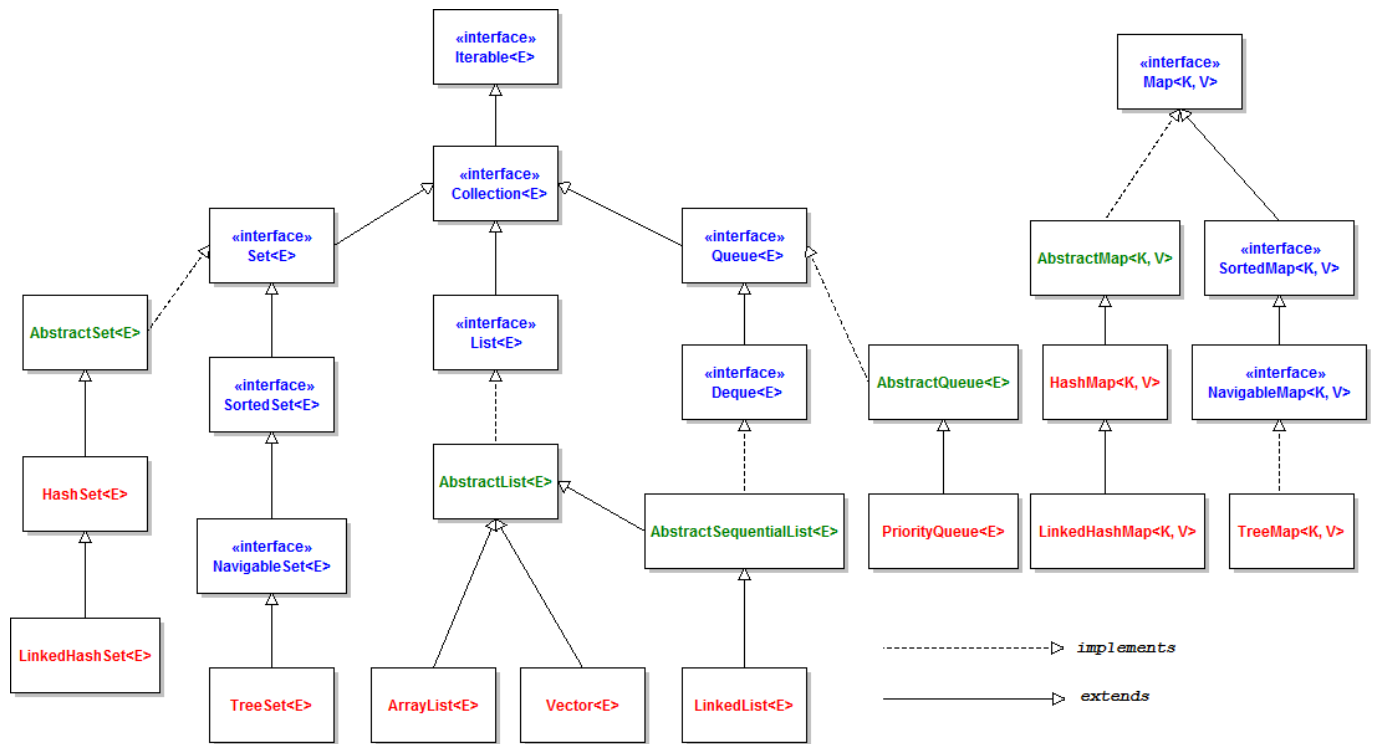 «interface»
Iterable<E>
«interface»
Map<K, V>
«interface»
Collection<E>
«interface»
Set<E>
«interface»
Queue<E>
AbstractMap<K, V>
«interface»
SortedMap<K, V>
AbstractSet<E>
«interface»
List<E>
«interface»
SortedSet<E>
«interface»
Deque<E>
AbstractQueue<E>
HashMap<K, V>
«interface»
NavigableMap<K, V>
HashSet<E>
AbstractList<E>
«interface»
NavigableSet<E>
AbstractSequentialList<E>
PriorityQueue<E>
LinkedHashMap<K, V>
TreeMap<K, V>
LinkedHashSet<E>
TreeSet<E>
ArrayList<E>
Vector<E>
LinkedList<E>
implements
extends